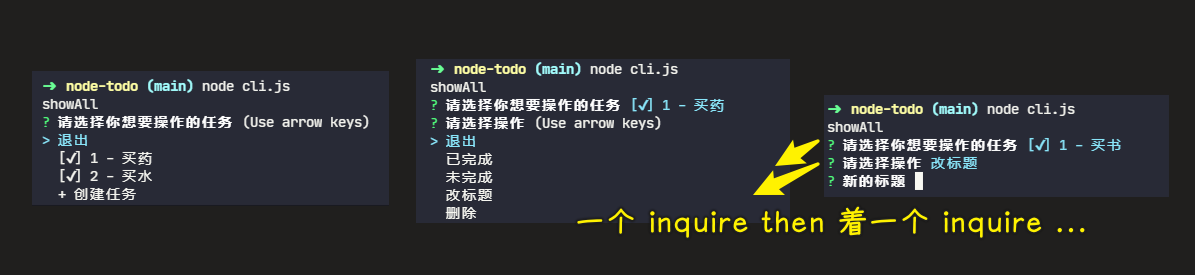 ➜ node-todo (main) node cli.js
showAll
? 请选择你想要操作的任务 (Use arrow keys)
> 退出
[✓] 1 - 买药
[✓] 2 - 买水
+ 创建任务
➜ node-todo (main) node cli.js
showAll
? 请选择你想要操作的任务 [✓] 1 - 买药
? 请选择操作 (Use arrow keys)
> 退出
已完成
未完成
改标题
删除
➜ node-todo (main) node cli.js
showAll
? 请选择你想要操作的任务 [✓] 1 - 买书
? 请选择操作 改标题
? 新的标题
一个 inquire then 着一个 inquire ...